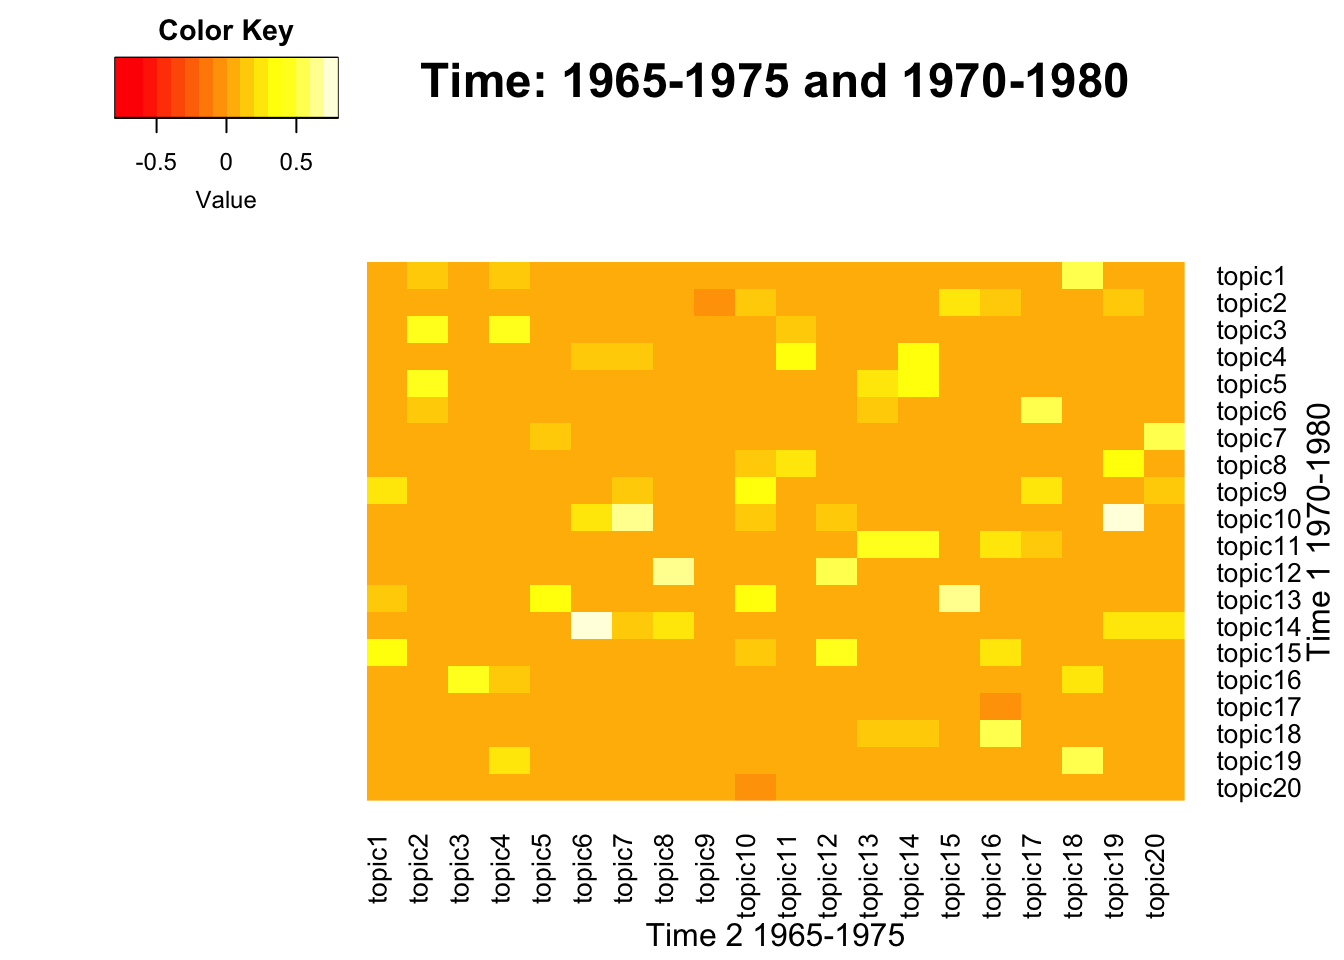 Color Key
Time: 1965-1975 and 1970-1980
-0.5 0 0.5
Value
topic1
topic2
topic3
topic4
topic5
topic6
topic7
topic8
topic9
topic10
topic11
topic12
topic13
topic14
topic15
topic16
topic17
topic18
topic19
topic20
Time 1 1970-1980
topic1
topic2
topic3
topic4
topic5
topic6
topic7
topic8
topic9
topic10
topic11
topic12
topic13
topic14
topic15
topic16
topic17
topic18
topic19
topic20
Time 2 1965-1975